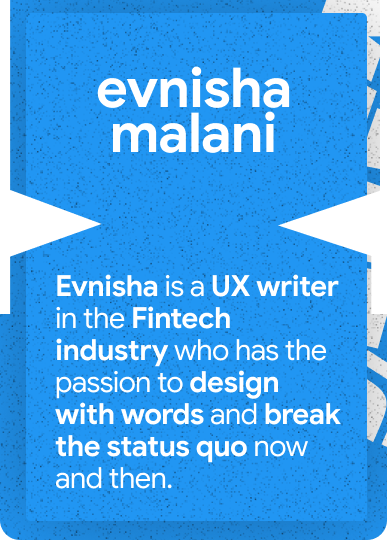 evnisha
malani
Evnisha is a UX writer
in the Fintech
industry who has the
passion to design
with words and break
the status quo now
and then.